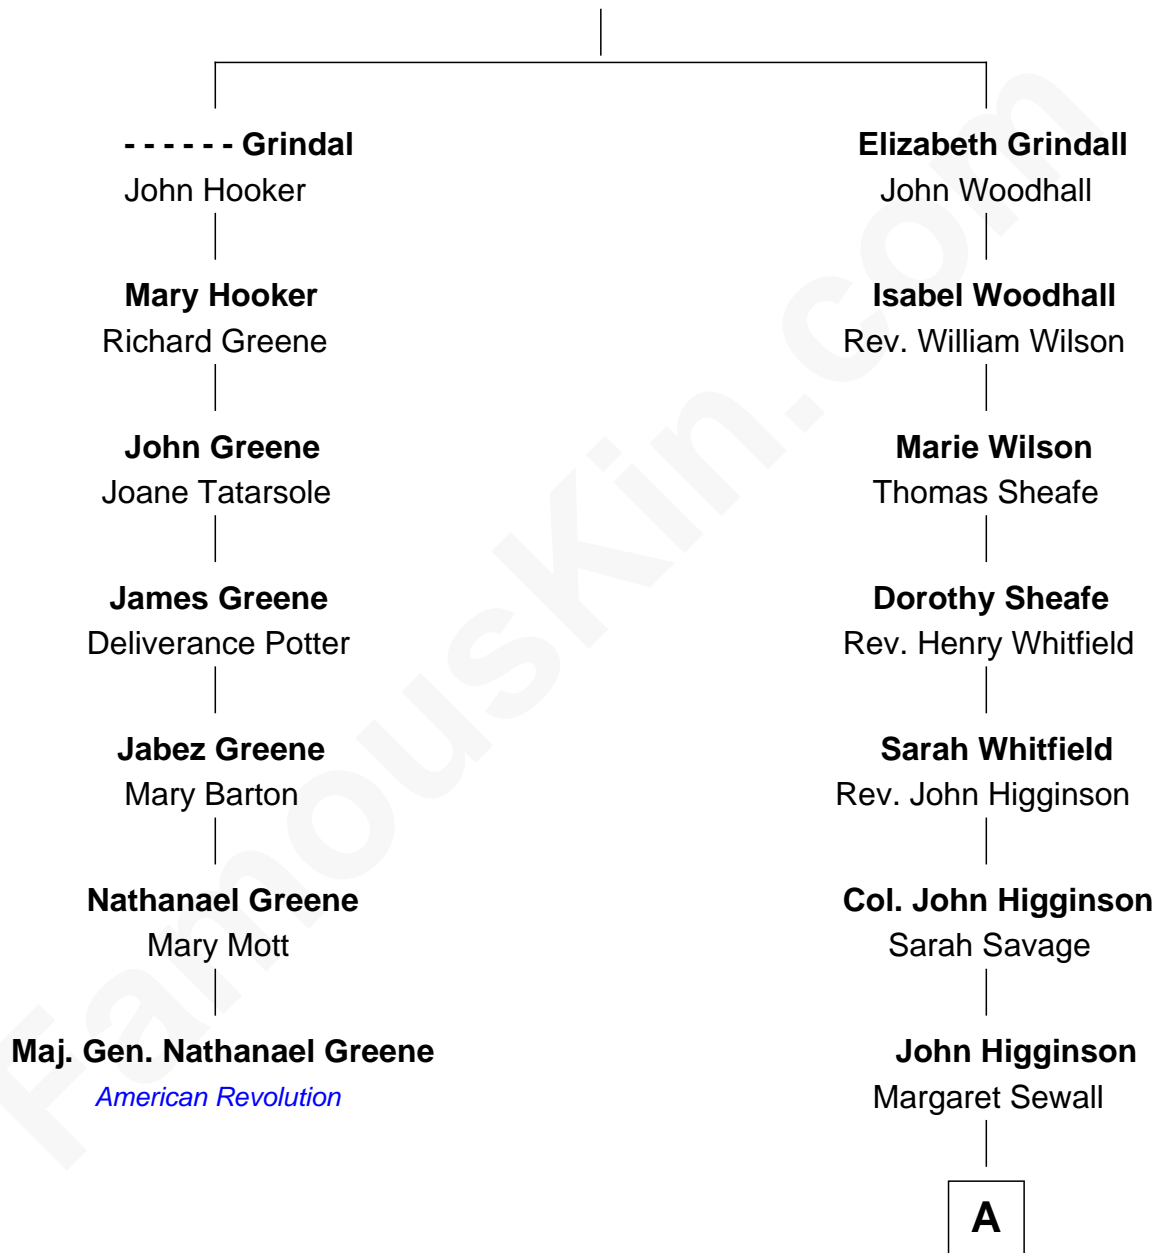 - - - - - - Grindal
John Hooker
Mary Hooker
Richard Greene
John Greene
Joane Tatarsole
James Greene
Deliverance Potter
Jabez Greene
Mary Barton
Nathanael Greene
Mary Mott
Maj. Gen. Nathanael Greene
American Revolution
Elizabeth Grindall
John Woodhall
Isabel Woodhall
Rev. William Wilson
Marie Wilson
Thomas Sheafe
Dorothy Sheafe
Rev. Henry Whitfield
Sarah Whitfield
Rev. John Higginson
Col. John Higginson
Sarah Savage
John Higginson
Margaret Sewall
A
FamousKin.com